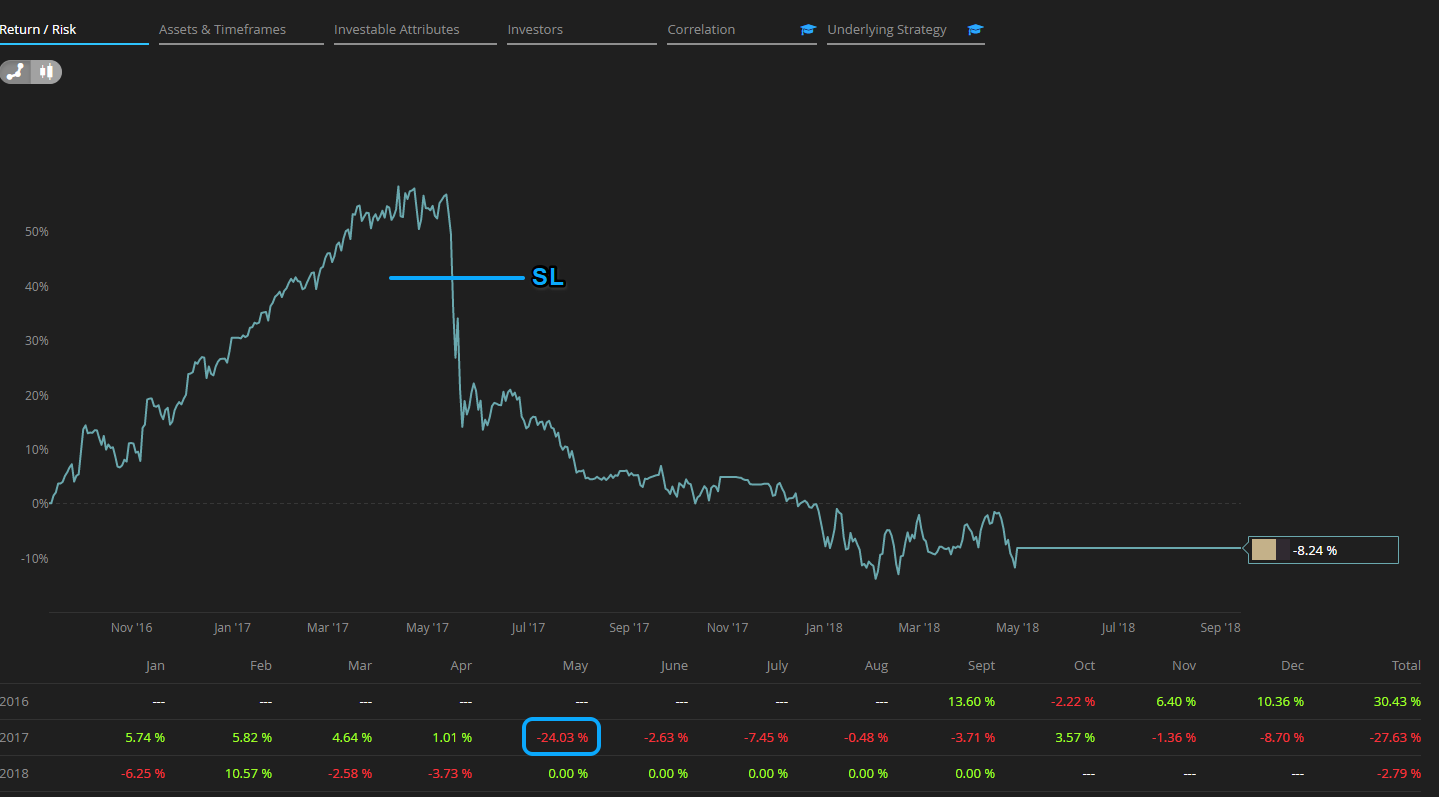 Return / Risk Assets & Timeframes Investable Attributes Investors Correlation Underlying Strategy
50%
SL
40%
30%
20%
10%
0%
-8.24 %
-10%
Nov '16 Jan '17 Mar '17 May '17 Jul '17 Sep '17 Nov '17 Jan '18 Mar '18 May '18 Jul '18 Sep '18
Jan Feb Mar Apr May June July Aug Sept Oct Nov Dec Total
2016 --- --- --- --- --- --- --- --- 13.60 % -2.22 % 6.40 % 10.36 % 30.43 %
2017 5.74 % 5.82 % 4.64 % 1.01 % -24.03 % -2.63 % -7.45 % -0.48 % -3.71 % 3.57 % -1.36 % -8.70 % -27.63 %
2018 -6.25 % 10.57 % -2.58 % -3.73 % 0.00 % 0.00 % 0.00 % 0.00 % 0.00 % --- --- --- -2.79 %